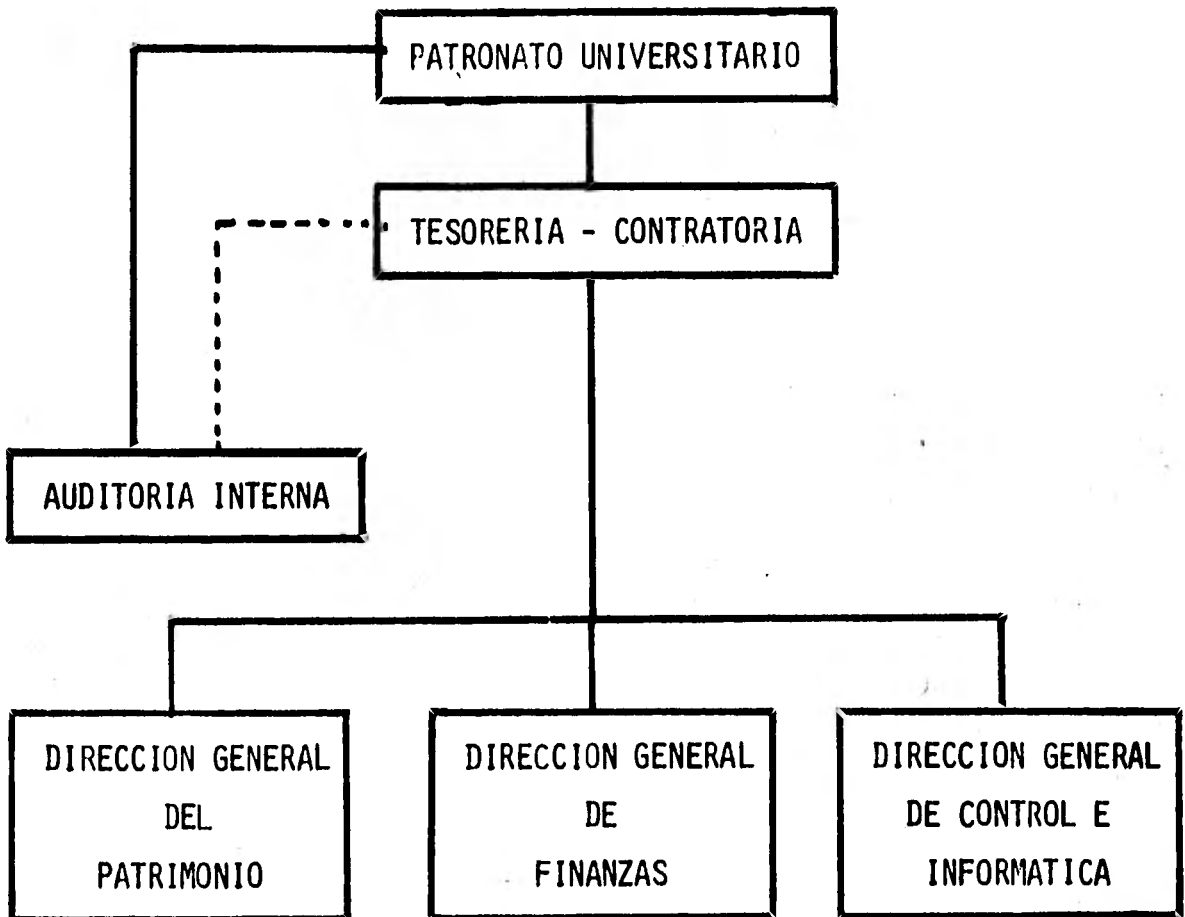 PATRONATO UNIVERSITARIO
TESORERIA - CONTRATORIA
AUDITORIA INTERNA
DIRECCION GENERAL
DEL
PATRIMONIO
DIRECCION GENERAL
DE
FINANZAS
DIRECCION GENERAL
DE CONTROL E
INFORMATICA